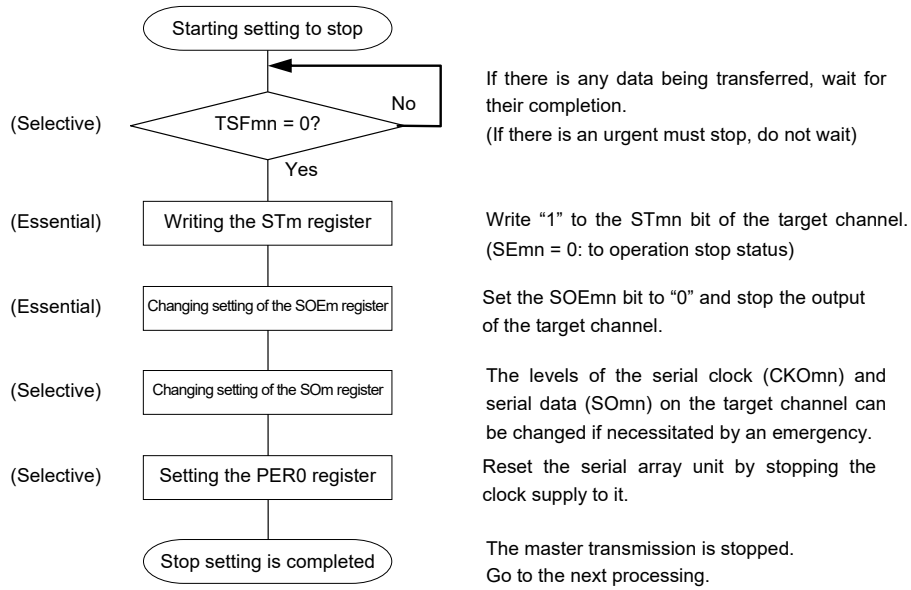 Starting setting to stop
No
If there is any data being transferred, wait for
their completion.
(If there is an urgent must stop, do not wait)
(Selective)
TSFmn = 0?
Yes
(Essential)
Writing the STm register
Write “1” to the STmn bit of the target channel.
(SEmn = 0: to operation stop status)
(Essential)
Changing setting of the SOEm register
Set the SOEmn bit to “0” and stop the output
of the target channel.
(Selective)
Changing setting of the SOm register
The levels of the serial clock (CKOmn) and
serial data (SOmn) on the target channel can
be changed if necessitated by an emergency.
(Selective)
Setting the PER0 register
Reset the serial array unit by stopping the
clock supply to it.
Stop setting is completed
The master transmission is stopped.
Go to the next processing.